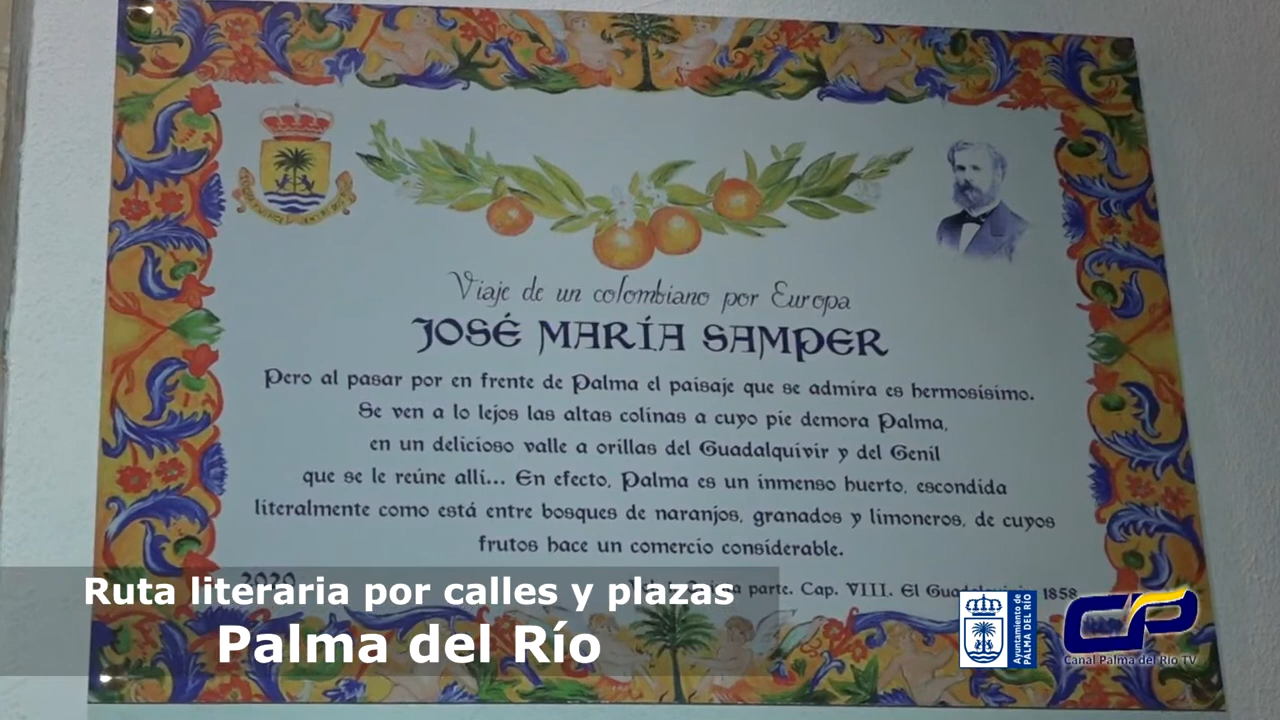 Viaje de un colombiano por Europa
JOSÉ MARÍA SAMPER
Pero al pasar por en frente de Palma el paisaje que se admira es hermosísimo.
Se ven a lo lejos las altas colinas a cuyo pie demora Palma,
en un delicioso valle a orillas del Guadalquivir y del Genil
que se le reúne allí... En efecto, Palma es un inmenso huerto, escondida
literalmente como está entre bosques de naranjos, granados y limoneros, de cuyos
frutos hace un comercio considerable.
2020
parte. Cap. VIII. El 1858
Ruta literaria por calles y plazas
Palma del Río
Ayuntamiento de
PALMA DEL RÍO
CP
Canal Palma del Río TV